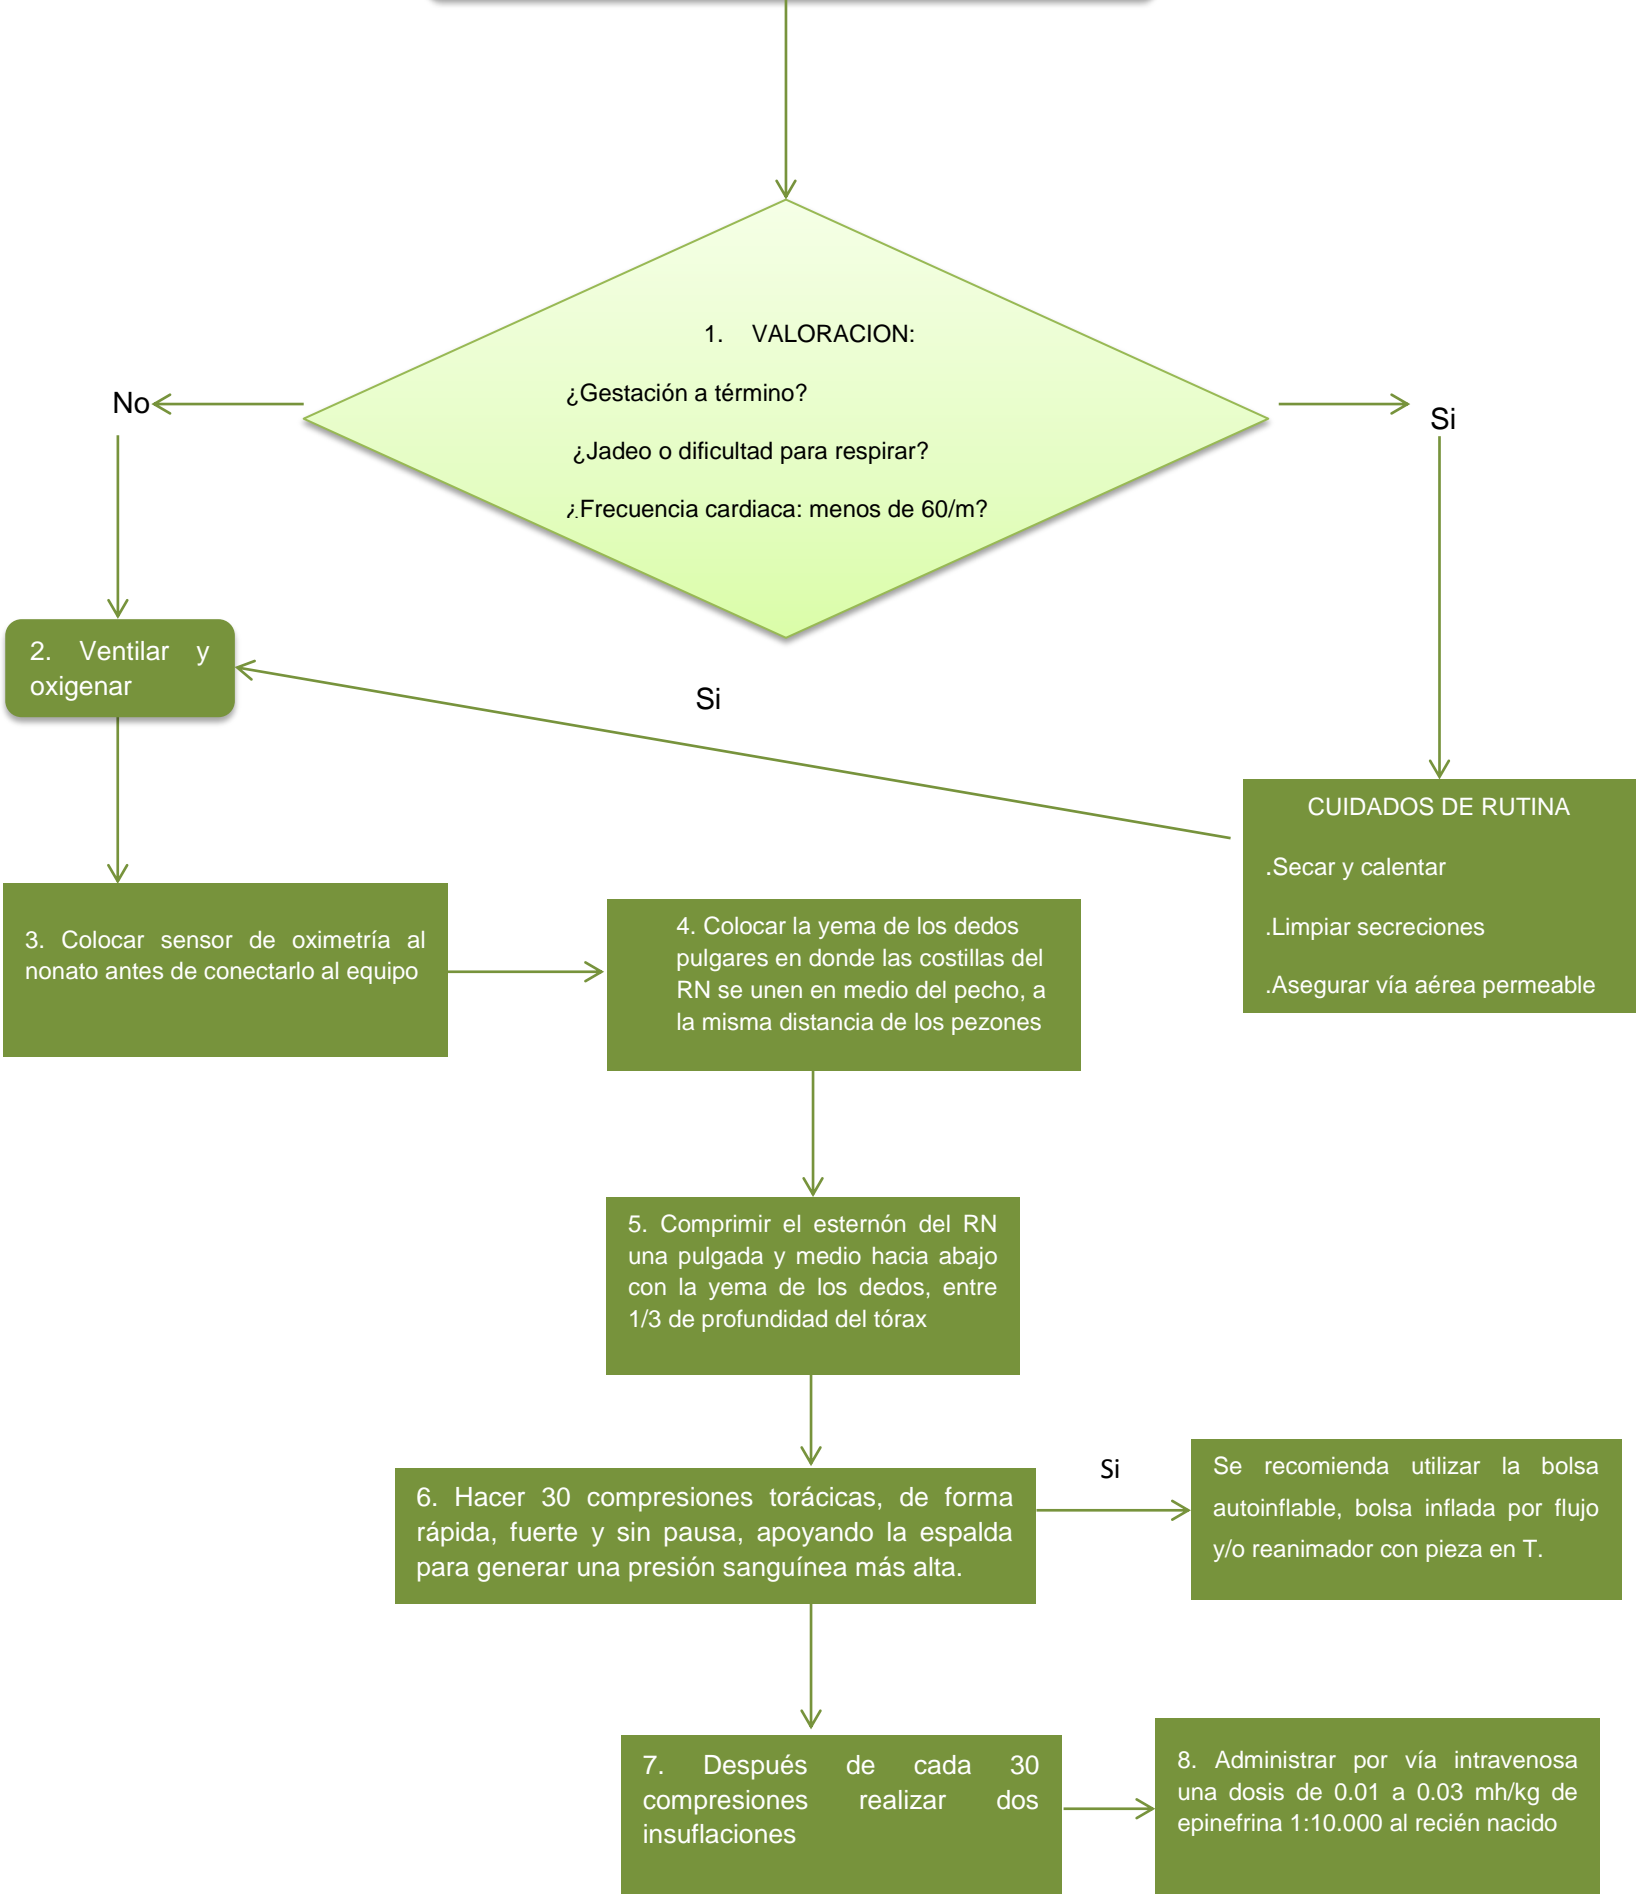 1. VALORACION:
¿Gestación a término?
¿Jadeo o dificultad para respirar?
¿Frecuencia cardiaca: menos de 60/m?
No
Si
2. Ventilar y
oxigenar
Si
CUIDADOS DE RUTINA
.Secar y calentar
.Limpiar secreciones
.Asegurar vía aérea permeable
3. Colocar sensor de oximetría al
nonato antes de conectarlo al equipo
4. Colocar la yema de los dedos
pulgares en donde las costillas del
RN se unen en medio del pecho, a
la misma distancia de los pezones
5. Comprimir el esternón del RN
una pulgada y medio hacia abajo
con la yema de los dedos, entre
1/3 de profundidad del tórax
6. Hacer 30 compresiones torácicas, de forma
rápida, fuerte y sin pausa, apoyando la espalda
para generar una presión sanguínea más alta.
Si
Se recomienda utilizar la bolsa
autoinflable, bolsa inflada por flujo
y/o reanimador con pieza en T.
7. Después de cada 30
compresiones realizar dos
insuflaciones
8. Administrar por vía intravenosa
una dosis de 0.01 a 0.03 mh/kg de
epinefrina 1:10.000 al recién nacido